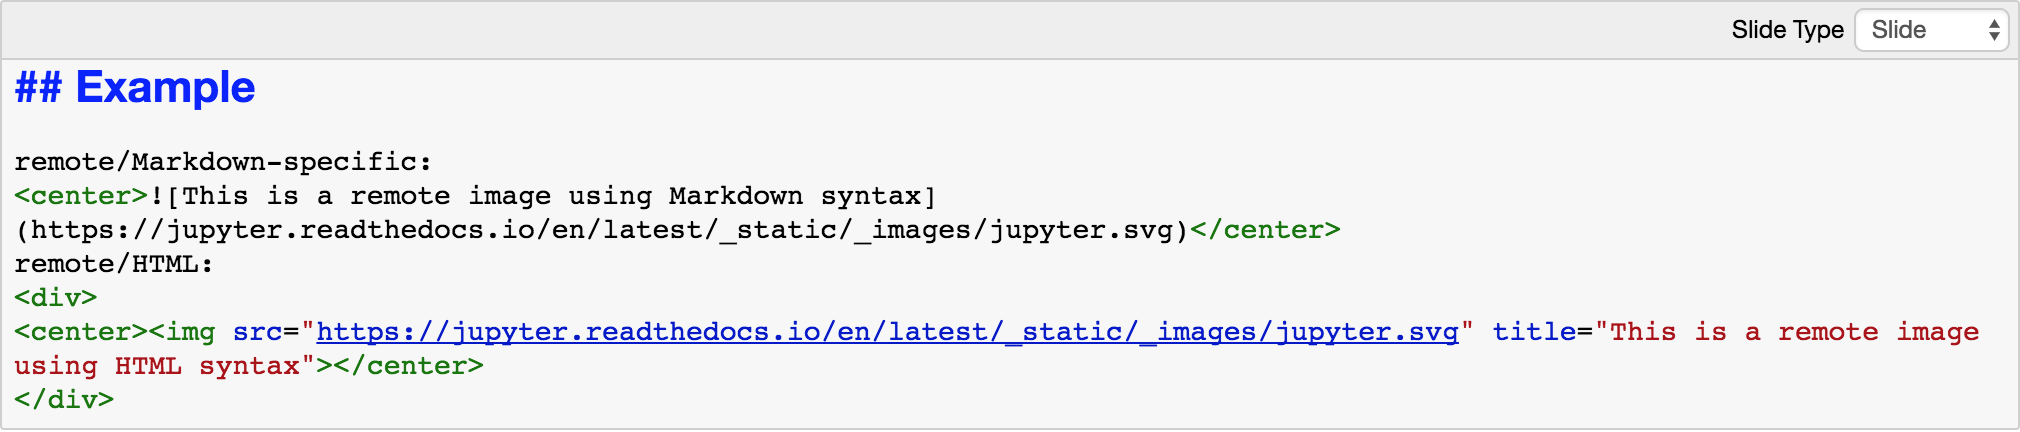 Slide Type Slide
## Example
remote/Markdown-specific:
<center>![This is a remote image using Markdown syntax]
(https://jupyter.readthedocs.io/en/latest/_static/_images/jupyter.svg)</center>
remote/HTML:
<div>
<center><img src="https://jupyter.readthedocs.io/en/latest/_static/_images/jupyter.svg" title="This is a remote image
using HTML syntax"></center>
</div>